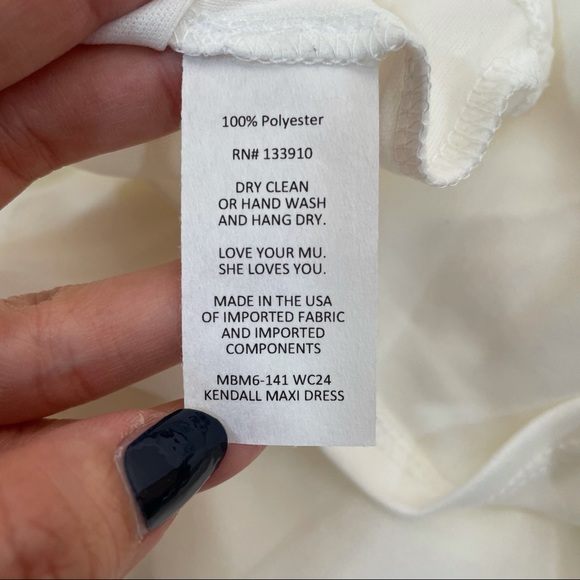 100% Polyester
RN# 133910
DRY CLEAN
OR HAND WASH
AND HANG DRY.
LOVE YOUR MU.
SHE LOVES YOU.
MADE IN THE USA
OF IMPORTED FABRIC
AND IMPORTED
COMPONENTS
MBM6-141 WC24
KENDALL MAXI DRESS